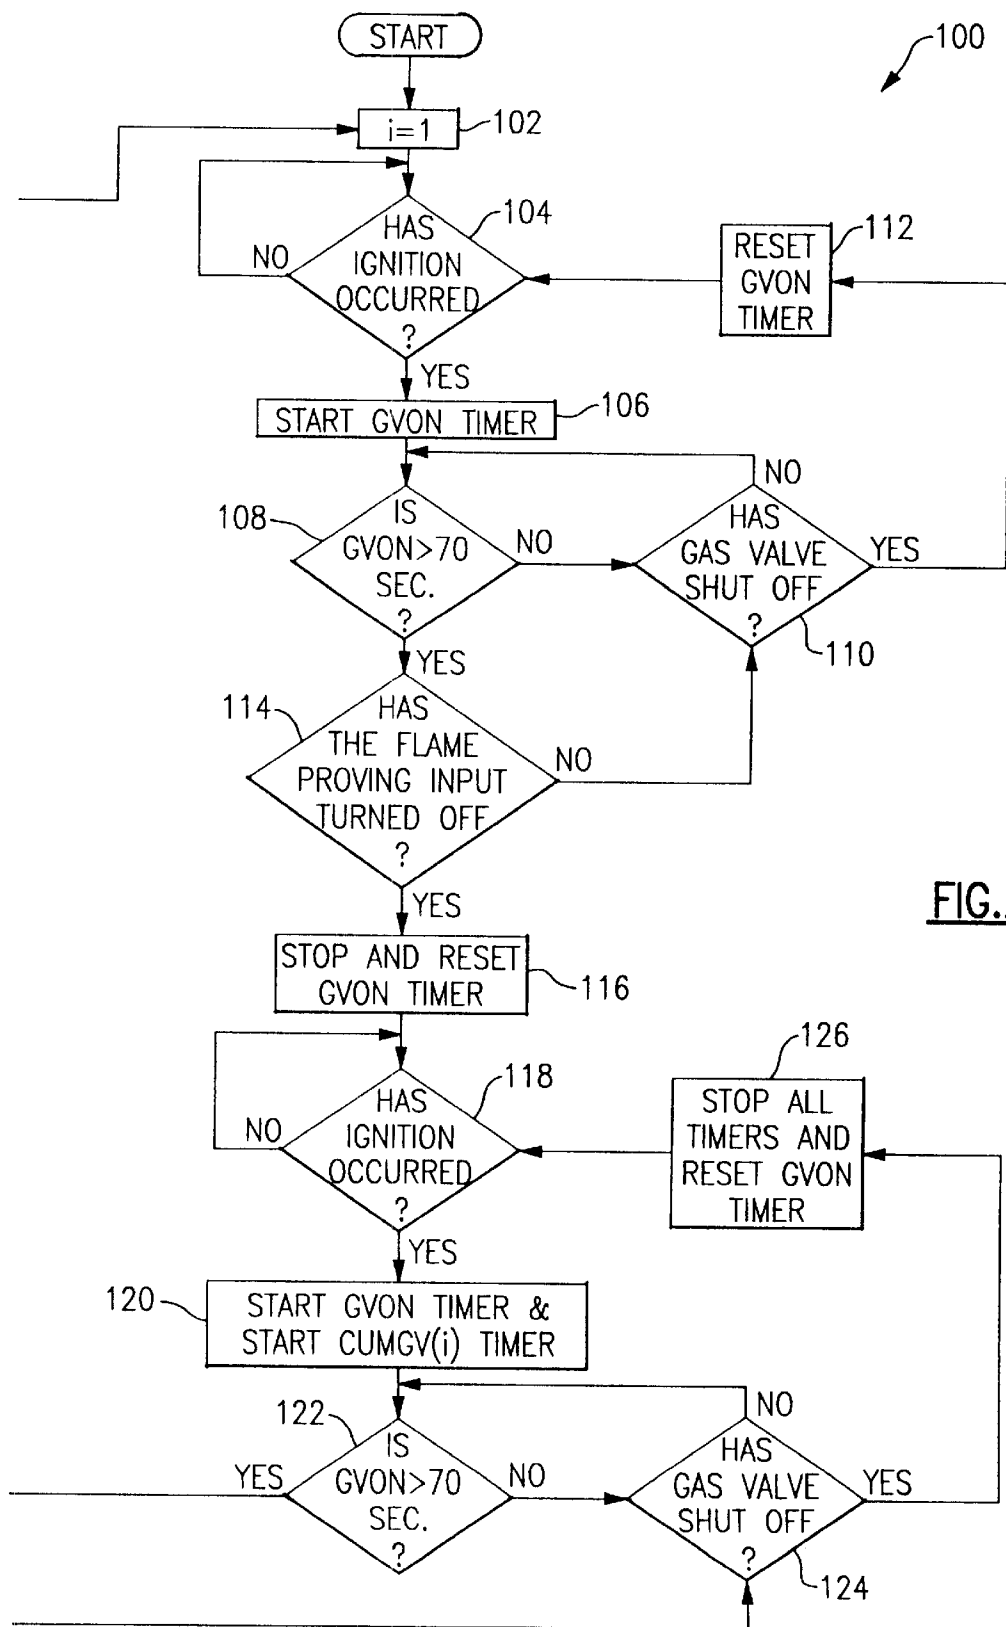 START
100
i=1
102
HAS
IGNITION
OCCURRED
?
104
NO
YES
RESET
GVON
TIMER
112
START GVON TIMER
106
IS
GVON>70
SEC.
?
108
NO
YES
HAS
GAS VALVE
SHUT OFF
?
NO
YES
110
HAS
THE FLAME
PROVING INPUT
TURNED OFF
?
114
NO
YES
FIG.
STOP AND RESET
GVON TIMER
116
HAS
IGNITION
OCCURRED
?
118
NO
YES
STOP ALL
TIMERS AND
RESET GVON
TIMER
126
START GVON TIMER &
START CUMGV(i) TIMER
120
IS
GVON>70
SEC.
?
122
YES
NO
HAS
GAS VALVE
SHUT OFF
?
NO
YES
124